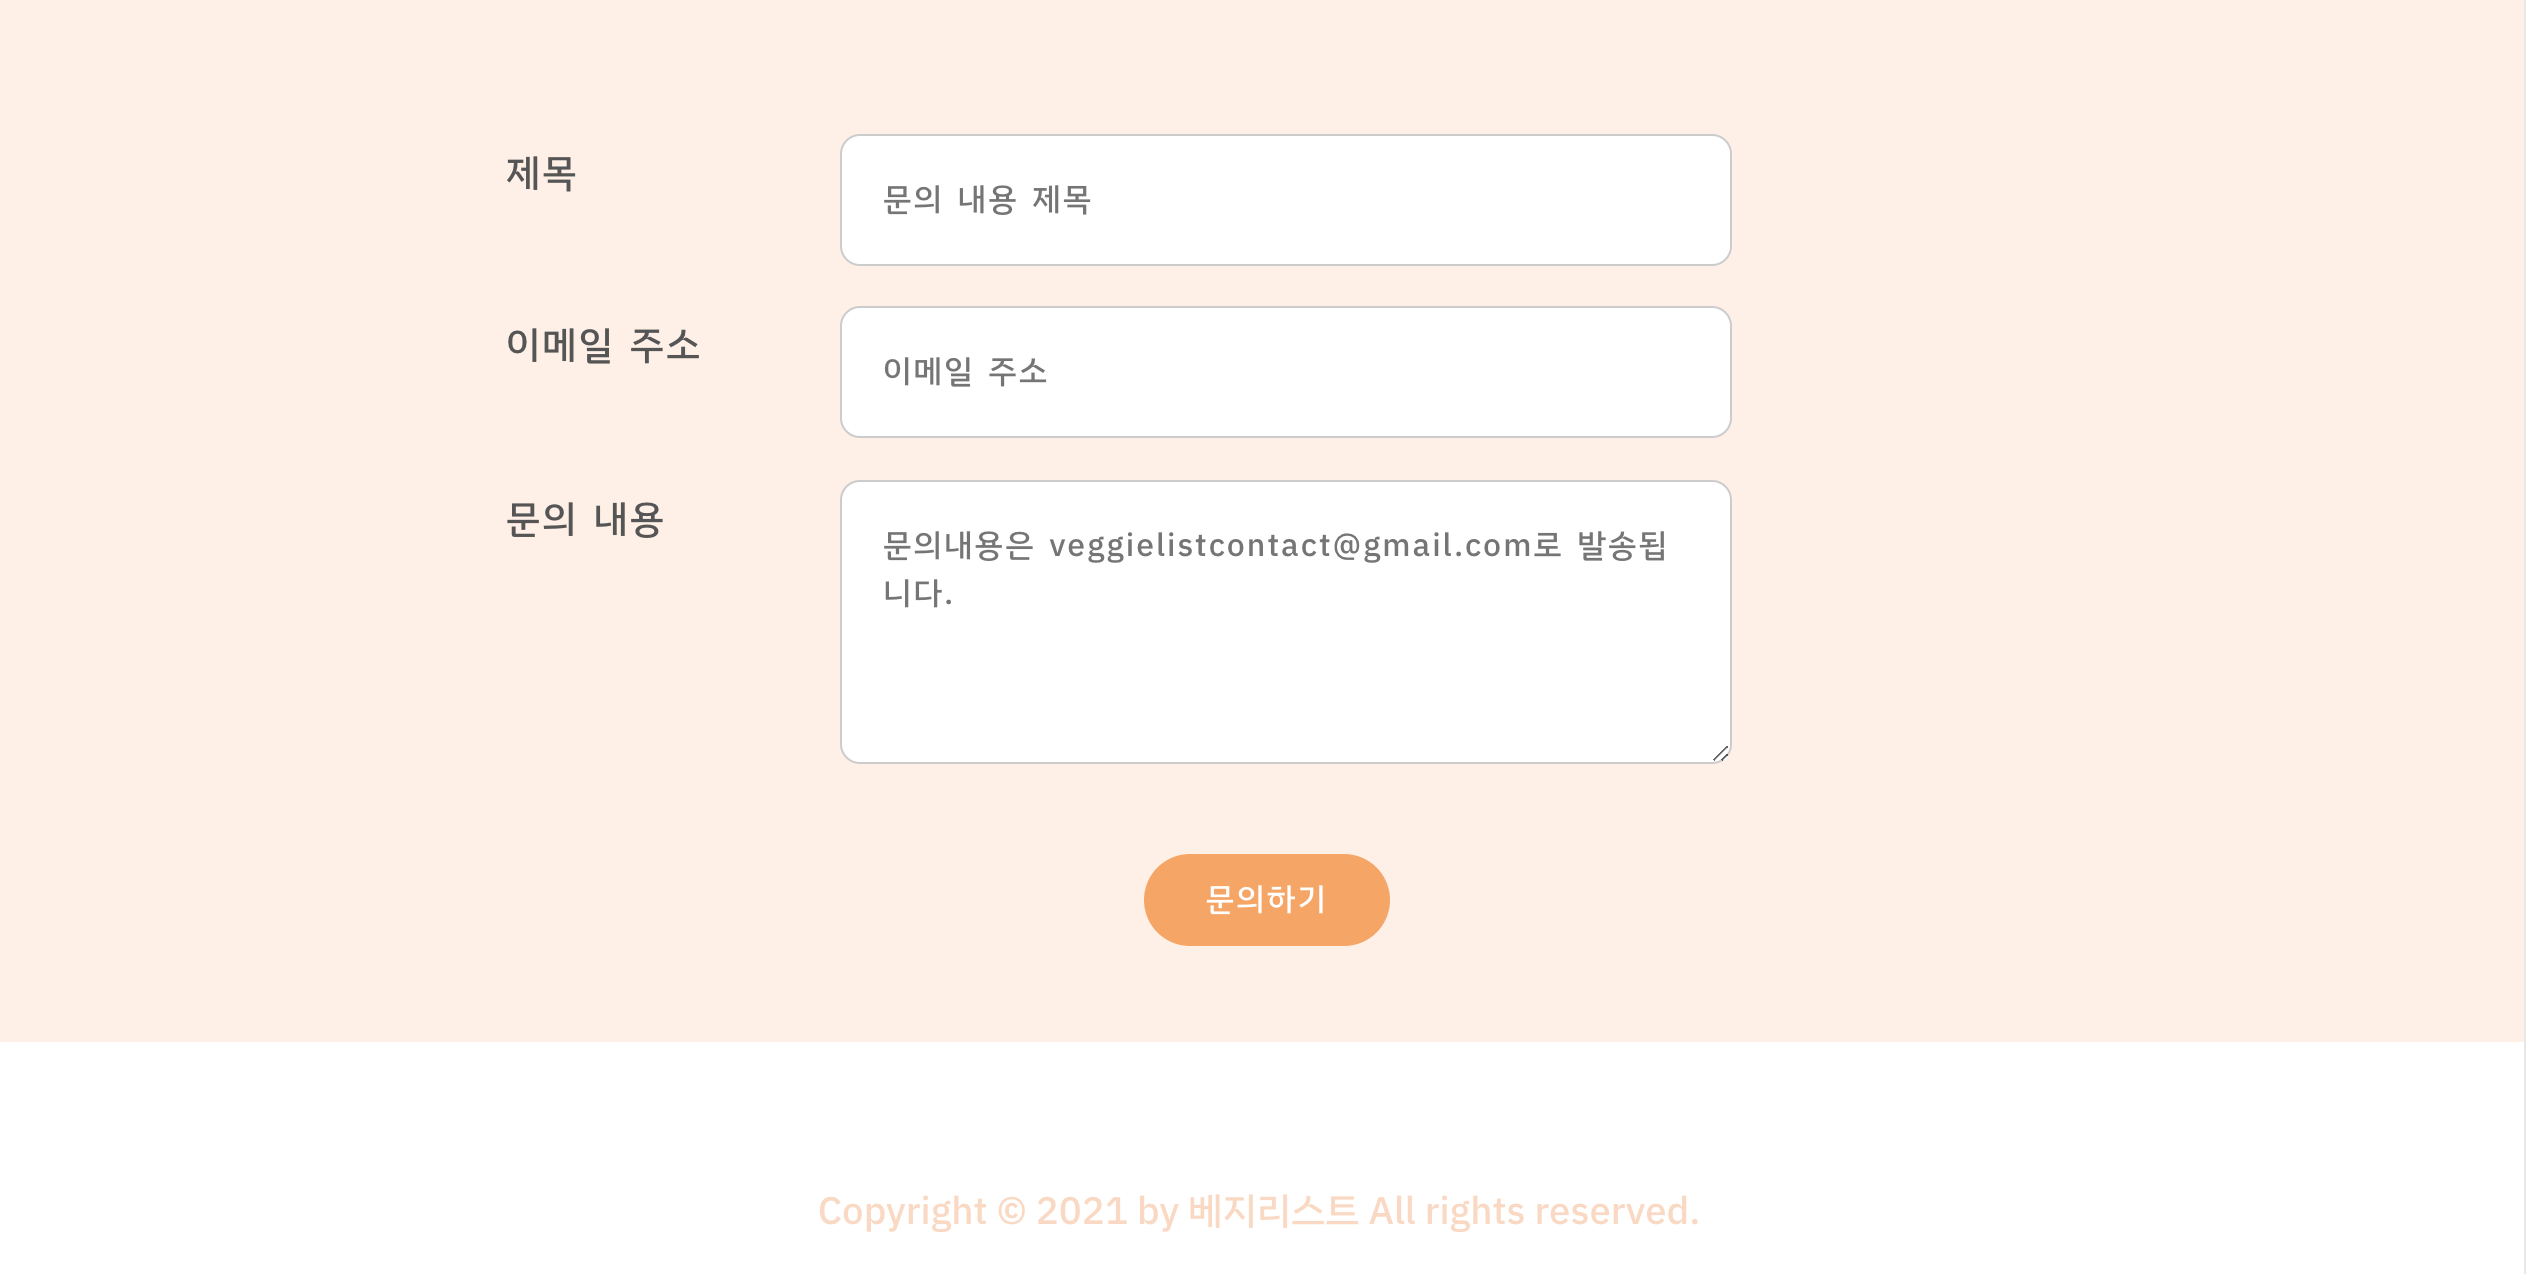 제목
문의 내용 제목
이메일 주소
이메일 주소
문의 내용
문의내용은 veggielistcontact@gmail.com로 발송됩
니다.
문의하기
Copyright © 2021 by 베지리스트 All rights reserved.